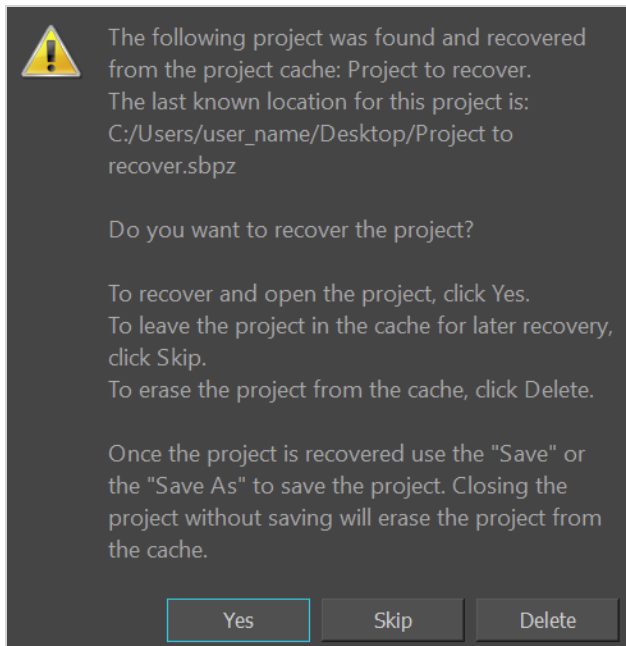 The following project was found and recovered
from the project cache: Project to recover.
The last known location for this project is:
C:/Users/user_name/Desktop/Project to
recover.sbpz
Do you want to recover the project?
To recover and open the project, click Yes.
To leave the project in the cache for later recovery,
click Skip.
To erase the project from the cache, click Delete.
Once the project is recovered use the "Save" or
the "Save As" to save the project. Closing the
project without saving will erase the project from
the cache.
Yes Skip Delete